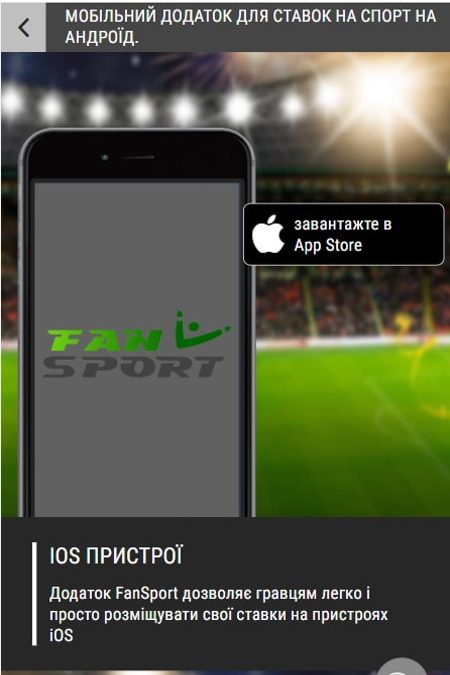 МОБІЛЬНИЙ ДОДАТОК ДЛЯ СТАВОК НА СПОРТ НА
АНДРОЇД.
завантажте в
App Store
FAN
SPORT
IOS ПРИСТРОЇ
Додаток FanSport дозволяє гравцям легко і
просто розміщувати свої ставки на пристроях
iOS